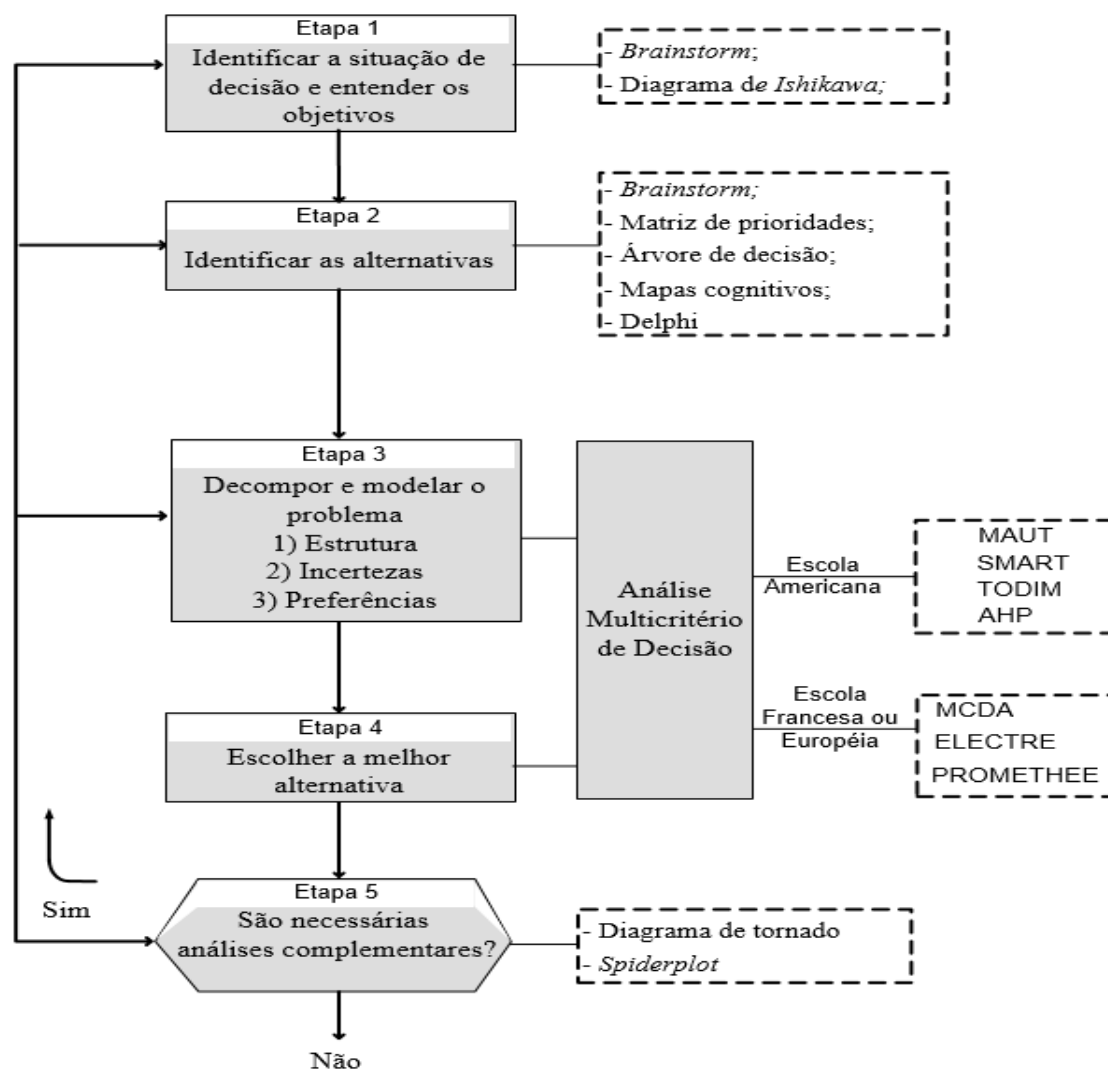 Etapa 1
Identificar a situação de
decisão e entender os
objetivos
- Brainstorm;
- Diagrama de Ishikawa;
Etapa 2
Identificar as alternativas
- Brainstorm;
- Matriz de prioridades;
- Árvore de decisão;
- Mapas cognitivos;
- Delphi
Etapa 3
Decompor e modelar o
problema
1) Estrutura
2) Incertezas
3) Preferências
Análise
Multicritério
de Decisão
Escola
Americana
MAUT
SMART
TODIM
AHP
Escola
Francesa ou
Européia
MCDA
ELECTRE
PROMETHEE
Etapa 4
Escolher a melhor
alternativa
Etapa 5
São necessárias
análises complementares?
Sim
- Diagrama de tornado
- Spiderplot
Não